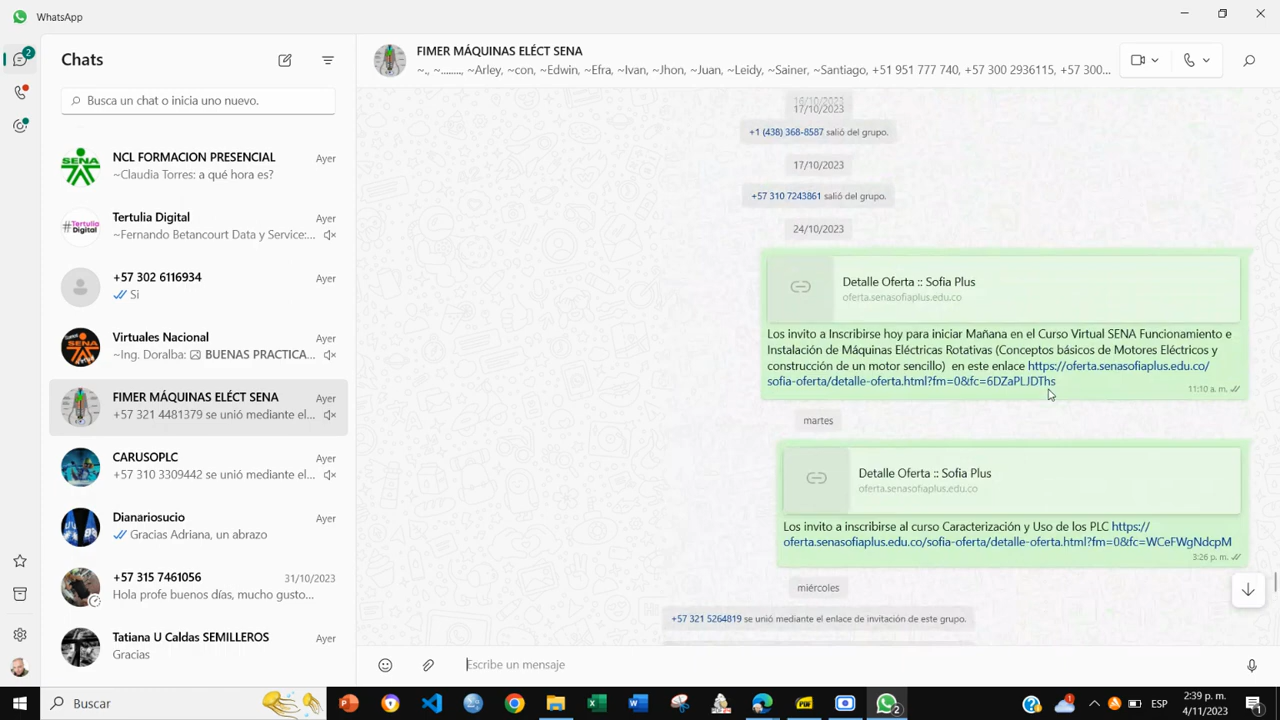 WhatsApp
2
Chats
Busca un chat o inicia uno nuevo.
NCL FORMACION PRESENCIAL
Ayer
~Claudia Torres: a qué hora es?
Tertulia Digital
Ayer
~Fernando Betancourt Data y Service:...
+57 302 6116934
Ayer
Si
Virtuales Nacional
Ayer
~Ing. Doralba: BUENAS PRACTICA...
FIMER MÁQUINAS ELÉCT SENA
Ayer
+57 321 4481379 se unió mediante el...
CARUSOPLC
Ayer
+57 310 3309442 se unió mediante el...
Dianariosucio
Ayer
Gracias Adriana, un abrazo
+57 315 7461056
31/10/2023
Hola profe buenos días, mucho gusto...
Tatiana U Caldas SEMILLEROS
Ayer
Gracias
FIMER MÁQUINAS ELÉCT SENA
~., ~........, ~Arley, ~con, ~Edwin, ~Efra, ~Ivan, ~Jhon, ~Juan, ~Leidy, ~Sainer, ~Santiago, +51 951 777 740, +57 300 2936115, +57 300...
16/10/2023
17/10/2023
+1 (438) 368-8587 salió del grupo.
17/10/2023
+57 310 7243861 salió del grupo.
24/10/2023
Detalle Oferta :: Sofia Plus
oferta.senasofiaplus.edu.co
Los invito a Inscribirse hoy para iniciar Mañana en el Curso Virtual SENA Funcionamiento e
Instalación de Máquinas Eléctricas Rotativas (Conceptos básicos de Motores Eléctricos y
construcción de un motor sencillo) en este enlace https://oferta.senasofiaplus.edu.co/
sofia-oferta/detalle-oferta.html?fm=0&fc=6DZaPLJDThs
11:10 a. m.
martes
Detalle Oferta :: Sofia Plus
oferta.senasofiaplus.edu.co
Los invito a inscribirse al curso Caracterización y Uso de los PLC https://
oferta.senasofiaplus.edu.co/sofia-oferta/detalle-oferta.html?fm=0&fc=WCeFWgNdcpM
3:26 p. m.
miércoles
+57 321 5264819 se unió mediante el enlace de invitación de este grupo.
Escribe un mensaje
Buscar
2
ESP
2:39 p. m.
4/11/2023
1